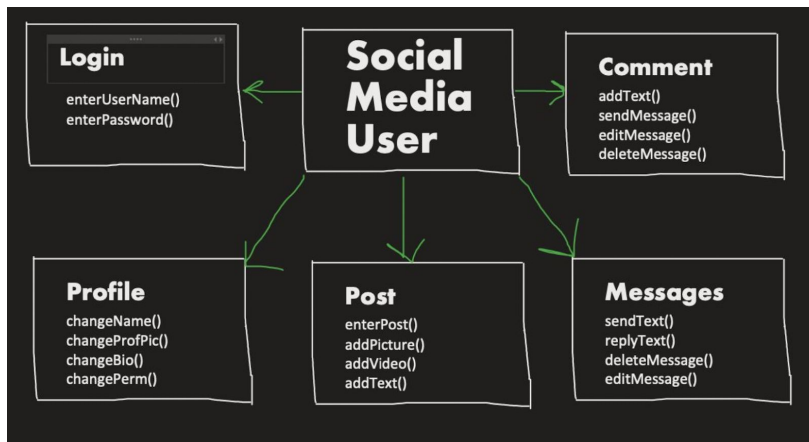 Login
enterUserName()
enterPassword()
Social
Media
User
Comment
addText()
sendMessage()
editMessage()
deleteMessage()
Profile
changeName()
changeProfPic()
changeBio()
changePerm()
Post
enterPost()
addPicture()
addVideo()
addText()
Messages
sendText()
replyText()
deleteMessage()
editMessage()